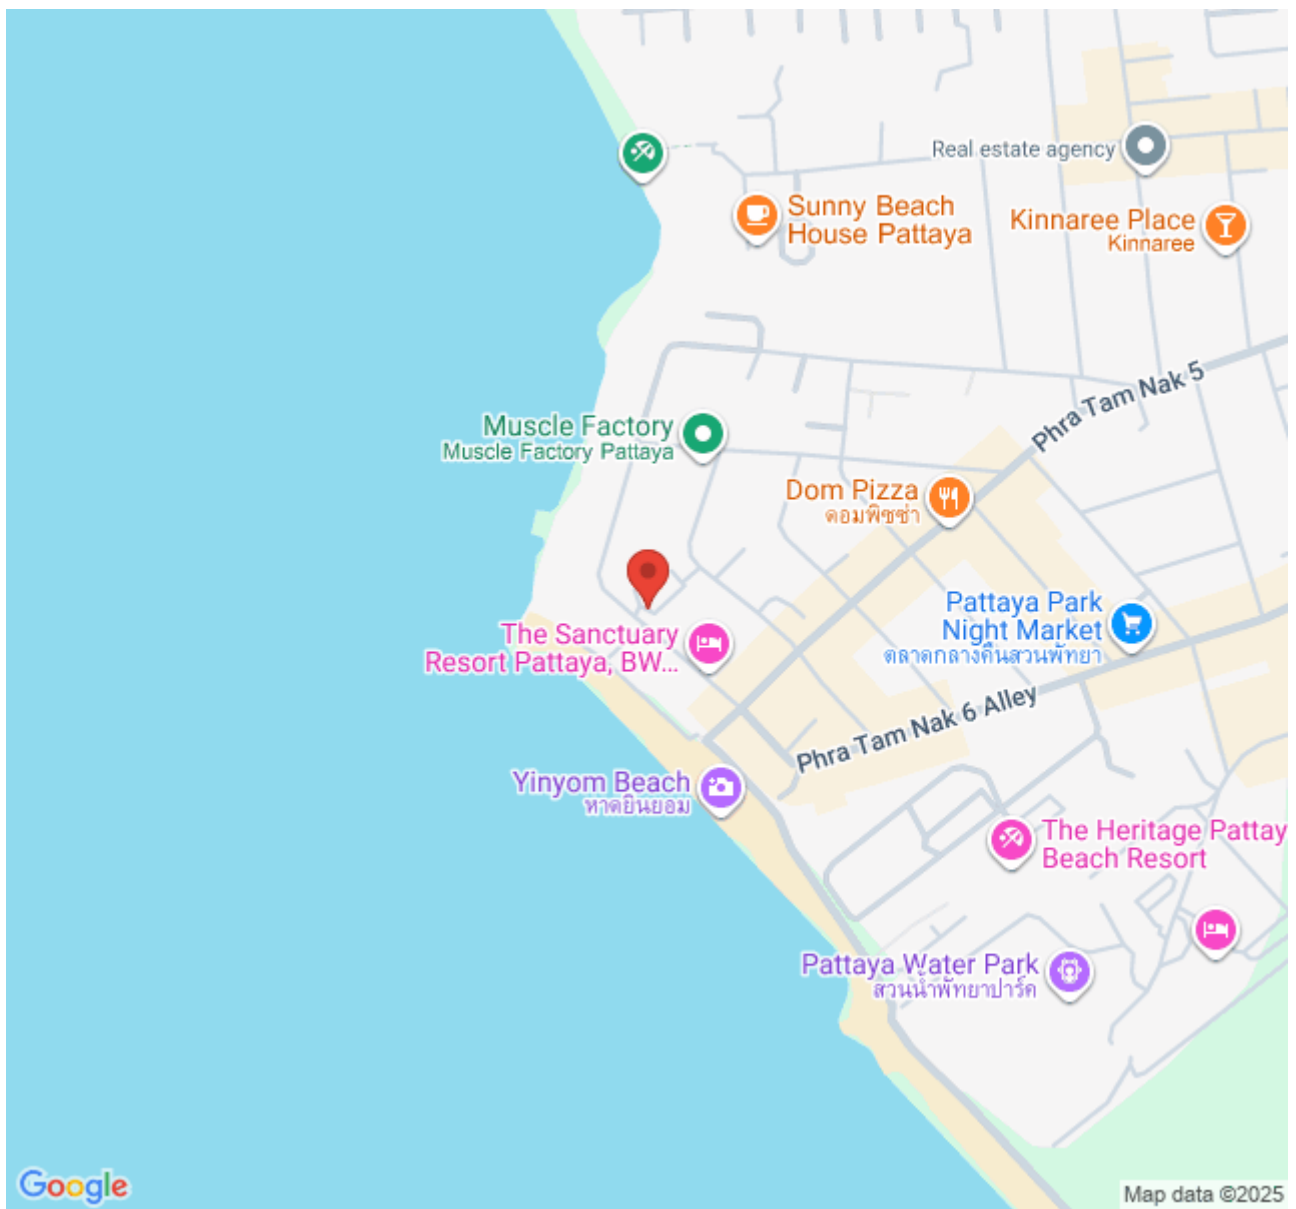 Real estate agency
Sunny Beach
House Pattaya
Kinnaree Place
Kinnaree
Phra Tam Nak 5
Muscle Factory
Muscle Factory Pattaya
Dom Pizza
ดอมพิซซ่า
Pattaya Park
Night Market
ตลาดกลางคืนสวนพัทยา
The Sanctuary
Resort Pattaya, BW...
Phra Tam Nak 6 Alley
Yinyom Beach
หาดยินยอม
The Heritage Pattay
Beach Resort
Pattaya Water Park
สวนน้ำพัทยาปาร์ค
Google
Map data ©2025